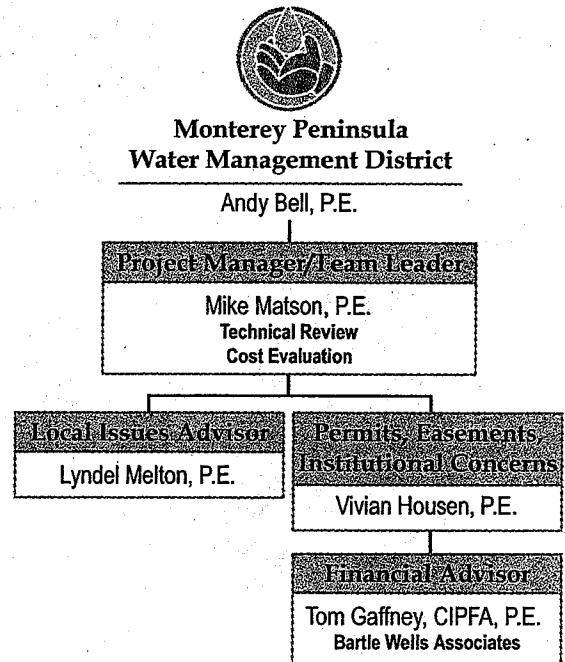 Monterey Peninsula
Water Management District
Andy Bell, P.E.
Project Manager/Team Leader
Mike Matson, P.E.
Technical Review
Cost Evaluation
Local Issues Advisor
Lyndel Melton, P.E.
Permits, Easements,
Institutional Concerns
Vivian Housen, P.E.
Financial Advisor
Tom Gaffney, CIPFA, P.E.
Bartle Wells Associates